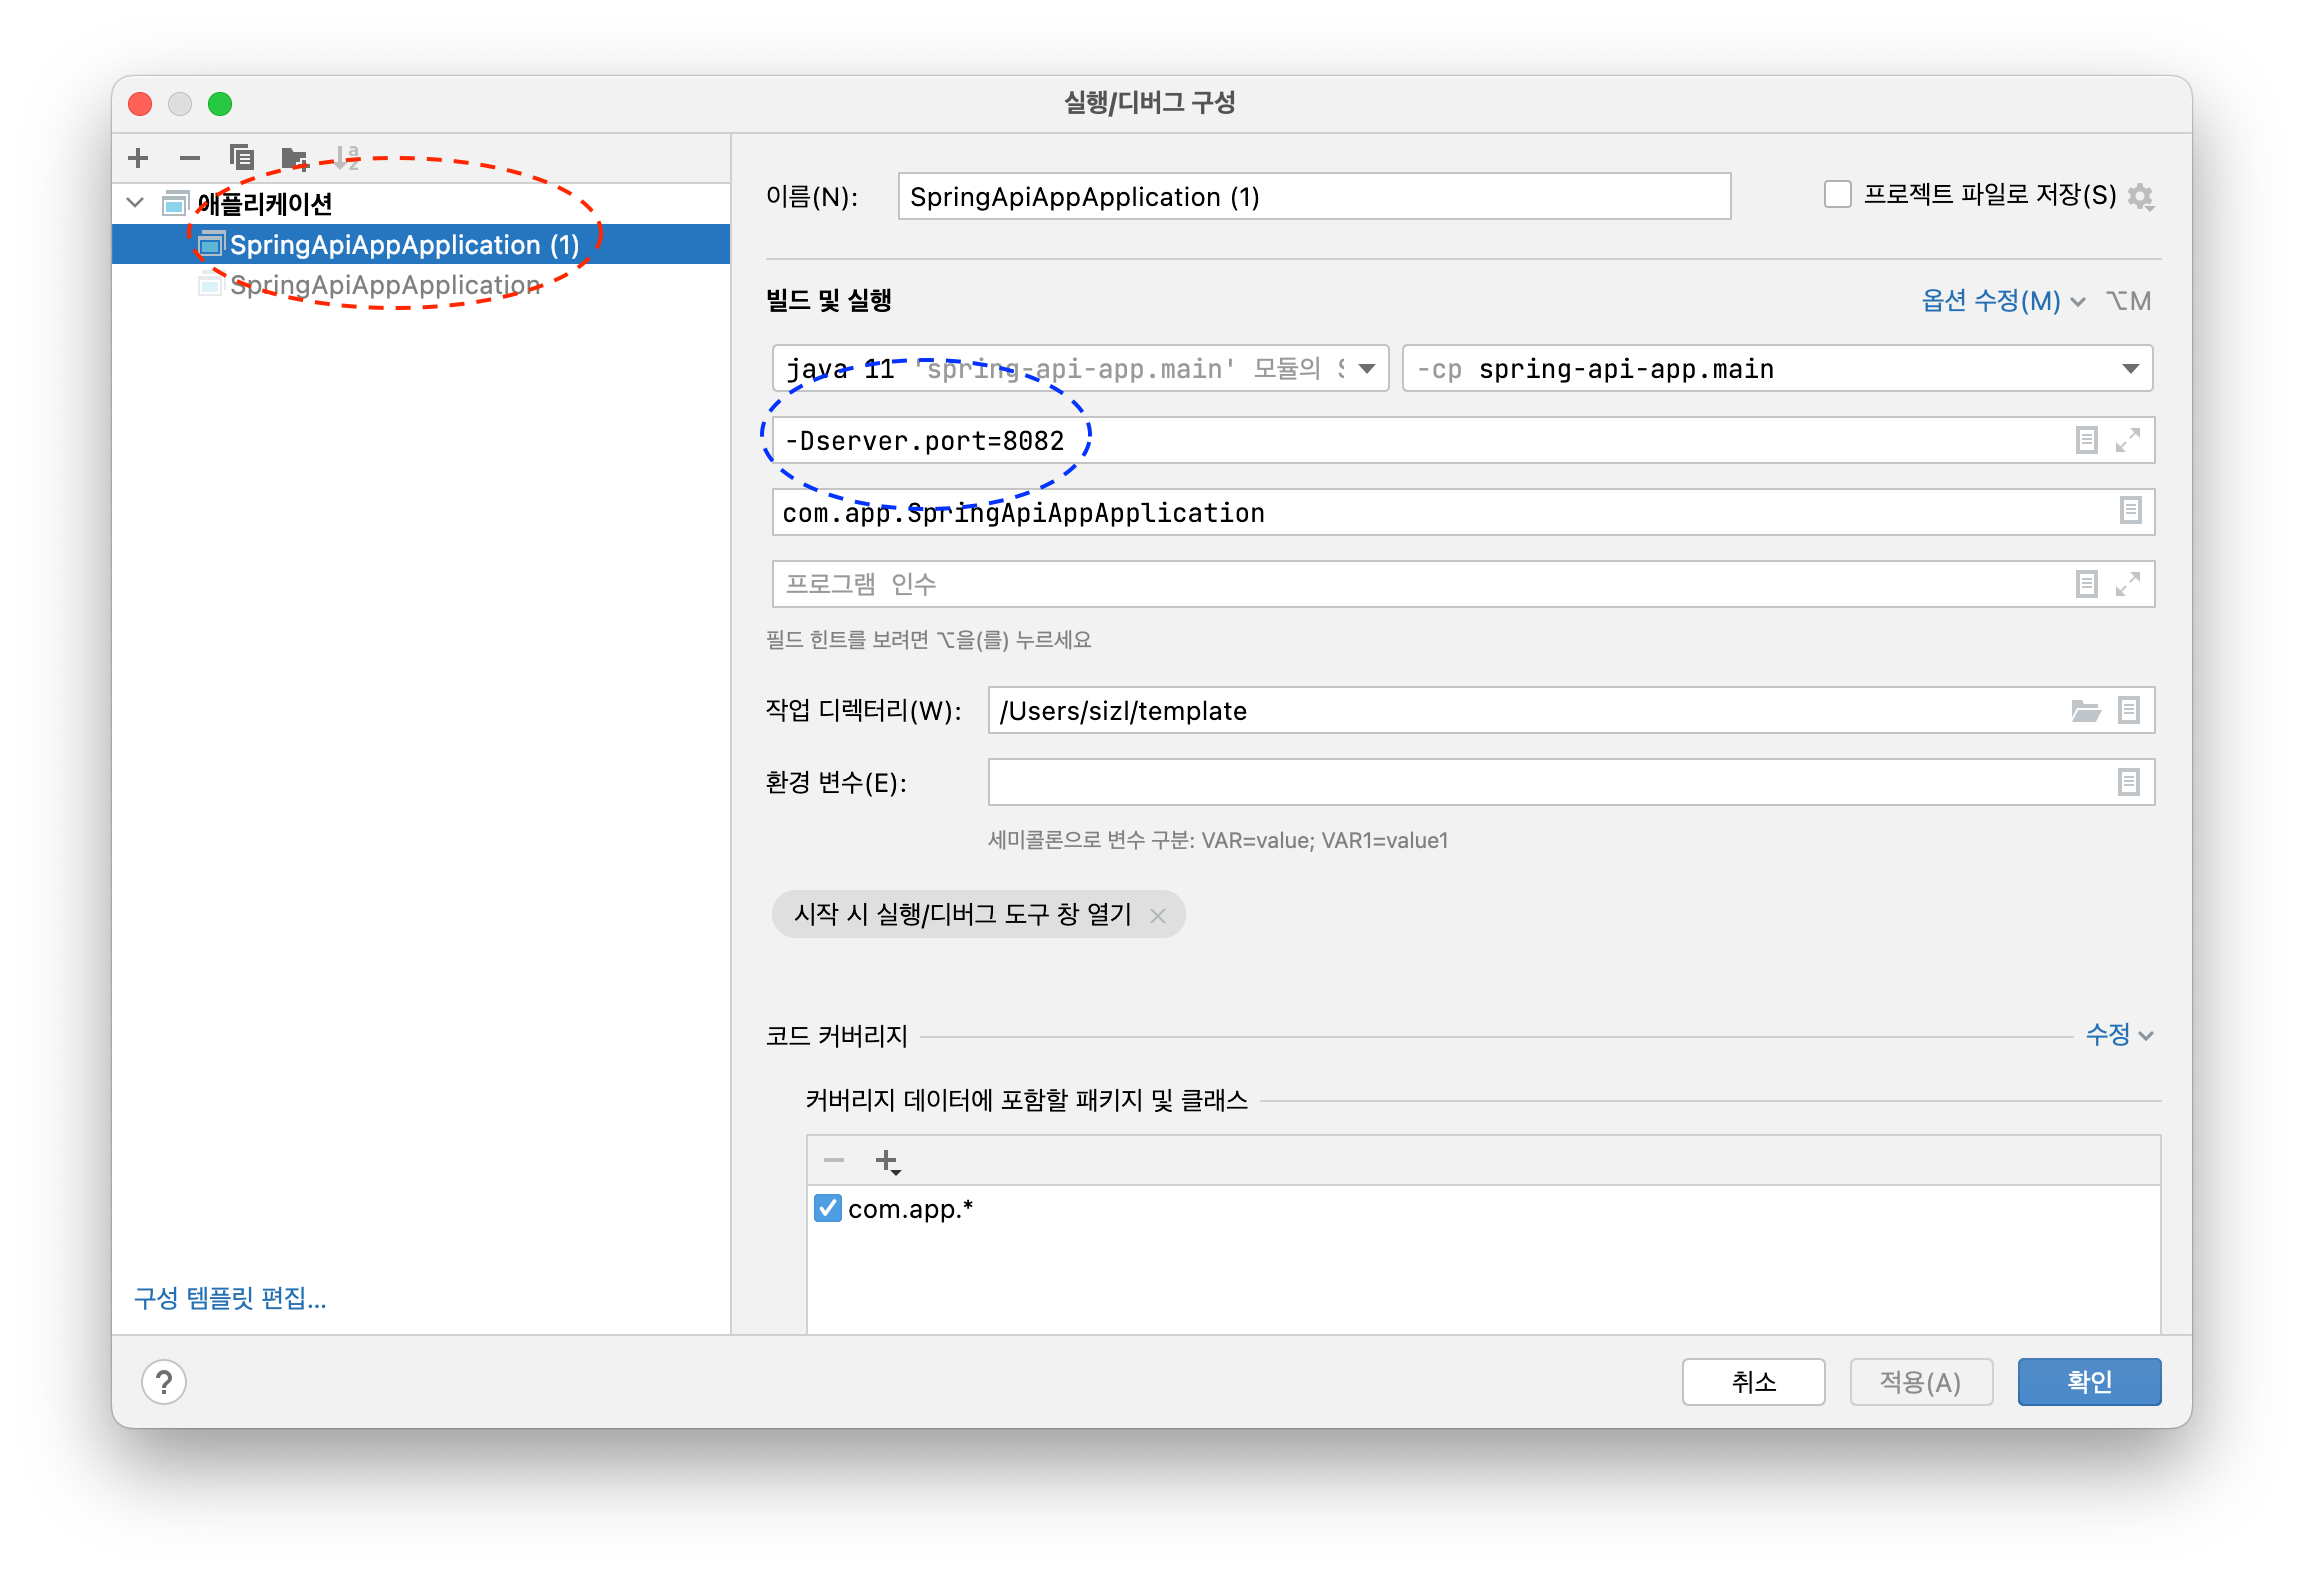 실행/디버그 구성
애플리케이션
SpringApiAppApplication (1)
SpringApiAppApplication
구성 템플릿 편집...
이름(N): SpringApiAppApplication (1) 프로젝트 파일로 저장(S)
빌드 및 실행 옵션 수정(M) ⌥M
java 11 'spring-api-app.main' 모듈의 -cp spring-api-app.main
-Dserver.port=8082
com.app.SpringApiAppApplication
프로그램 인수
필드 힌트를 보려면 ⌥을(를) 누르세요
작업 디렉터리(W): /Users/sizl/template
환경 변수(E):
세미콜론으로 변수 구분: VAR=value; VAR1=value1
시작 시 실행/디버그 도구 창 열기
코드 커버리지 수정
커버리지 데이터에 포함할 패키지 및 클래스
com.app.*
? 취소 적용(A) 확인